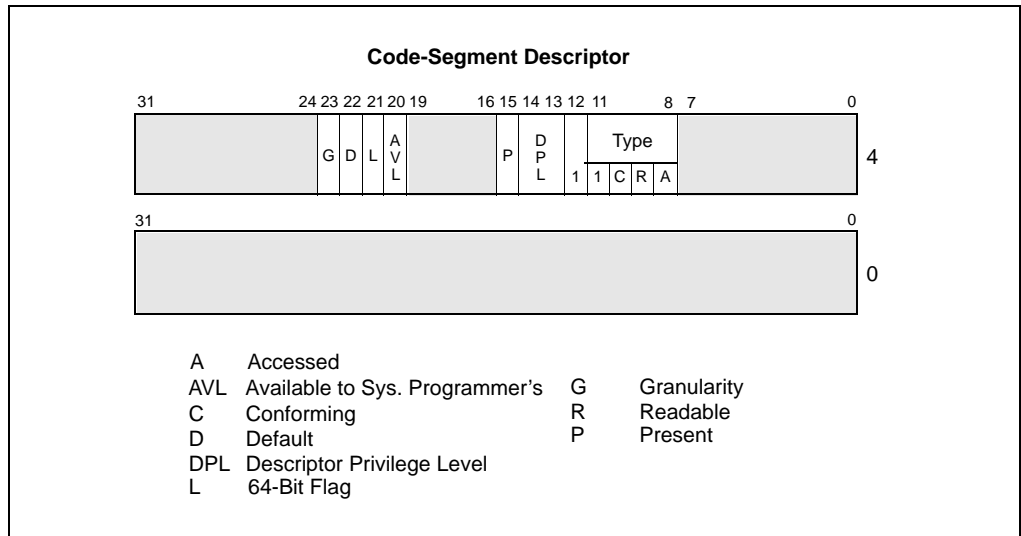 Code-Segment Descriptor
31 24 23 22 21 20 19 16 15 14 13 12 11 8 7 0
G D L AVL P DPL 1 Type 1 C R A 4
31 0
0
A Accessed
AVL Available to Sys. Programmer's G Granularity
C Conforming R Readable
D Default P Present
DPL Descriptor Privilege Level
L 64-Bit Flag